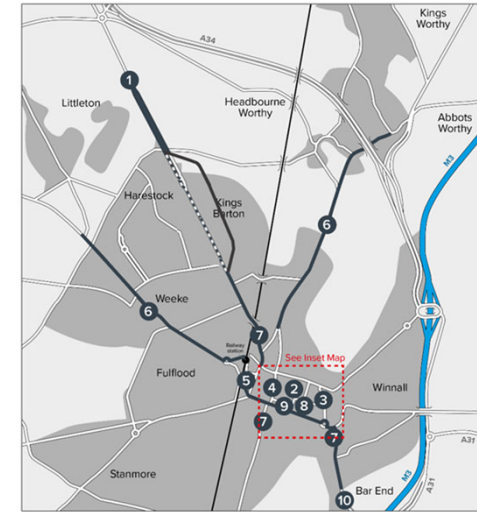 Kings
Worthy
A34
1
Littleton
Headbourne
Worthy
Abbots
Worthy
M3
Harestock
Kings
Barton
6
Weeke
6
7
Railway
station
See Inset Map
Fulflood
5
4
2
Winnall
9
8
3
7
7
A31
Stanmore
M3
A31
Bar End
10